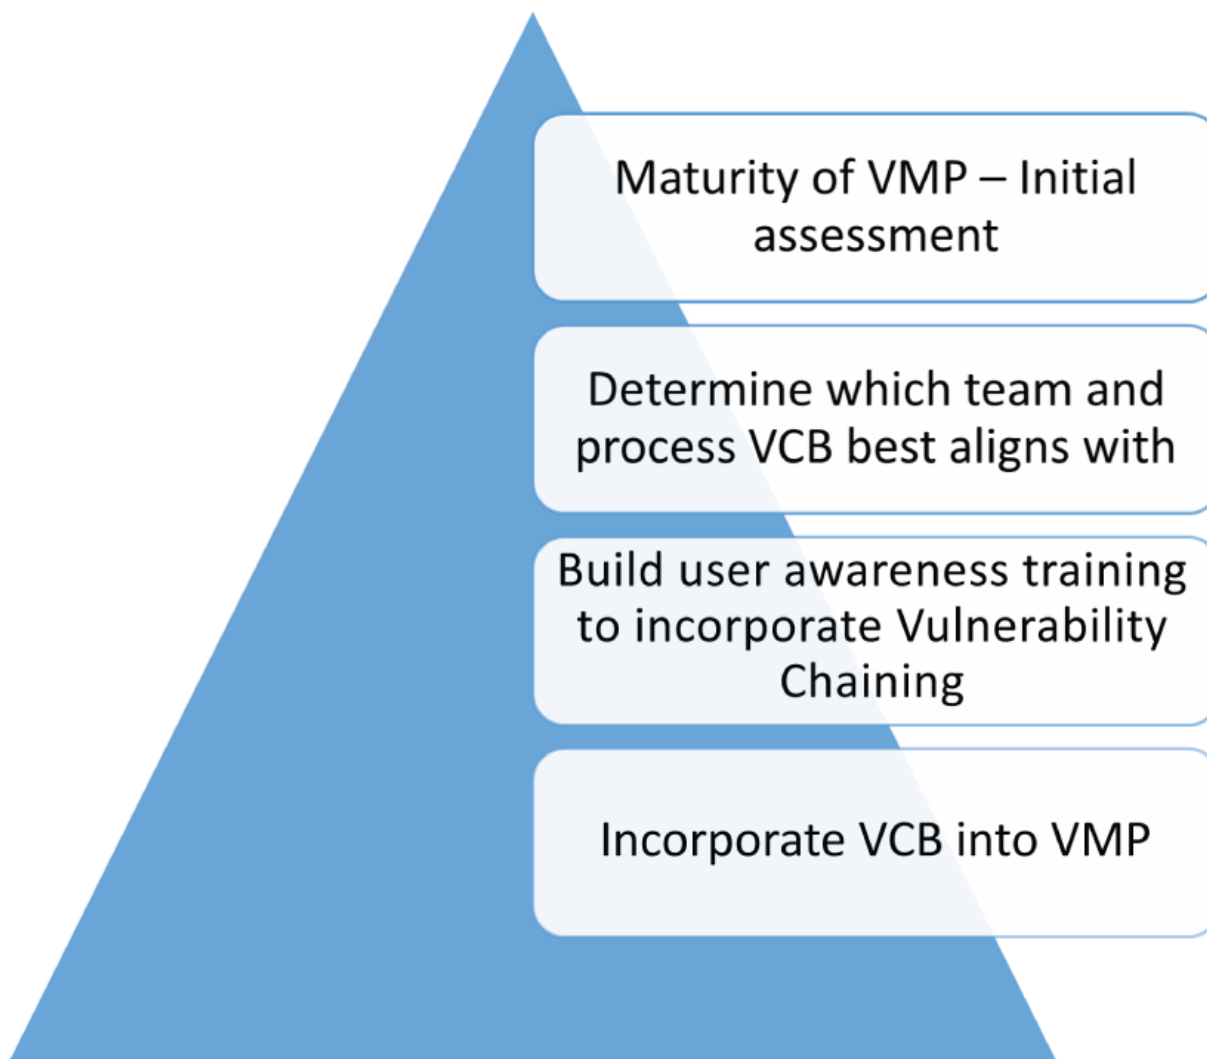 Maturity of VMP – Initial
assessment
Determine which team and
process VCB best aligns with
Build user awareness training
to incorporate Vulnerability
Chaining
Incorporate VCB into VMP